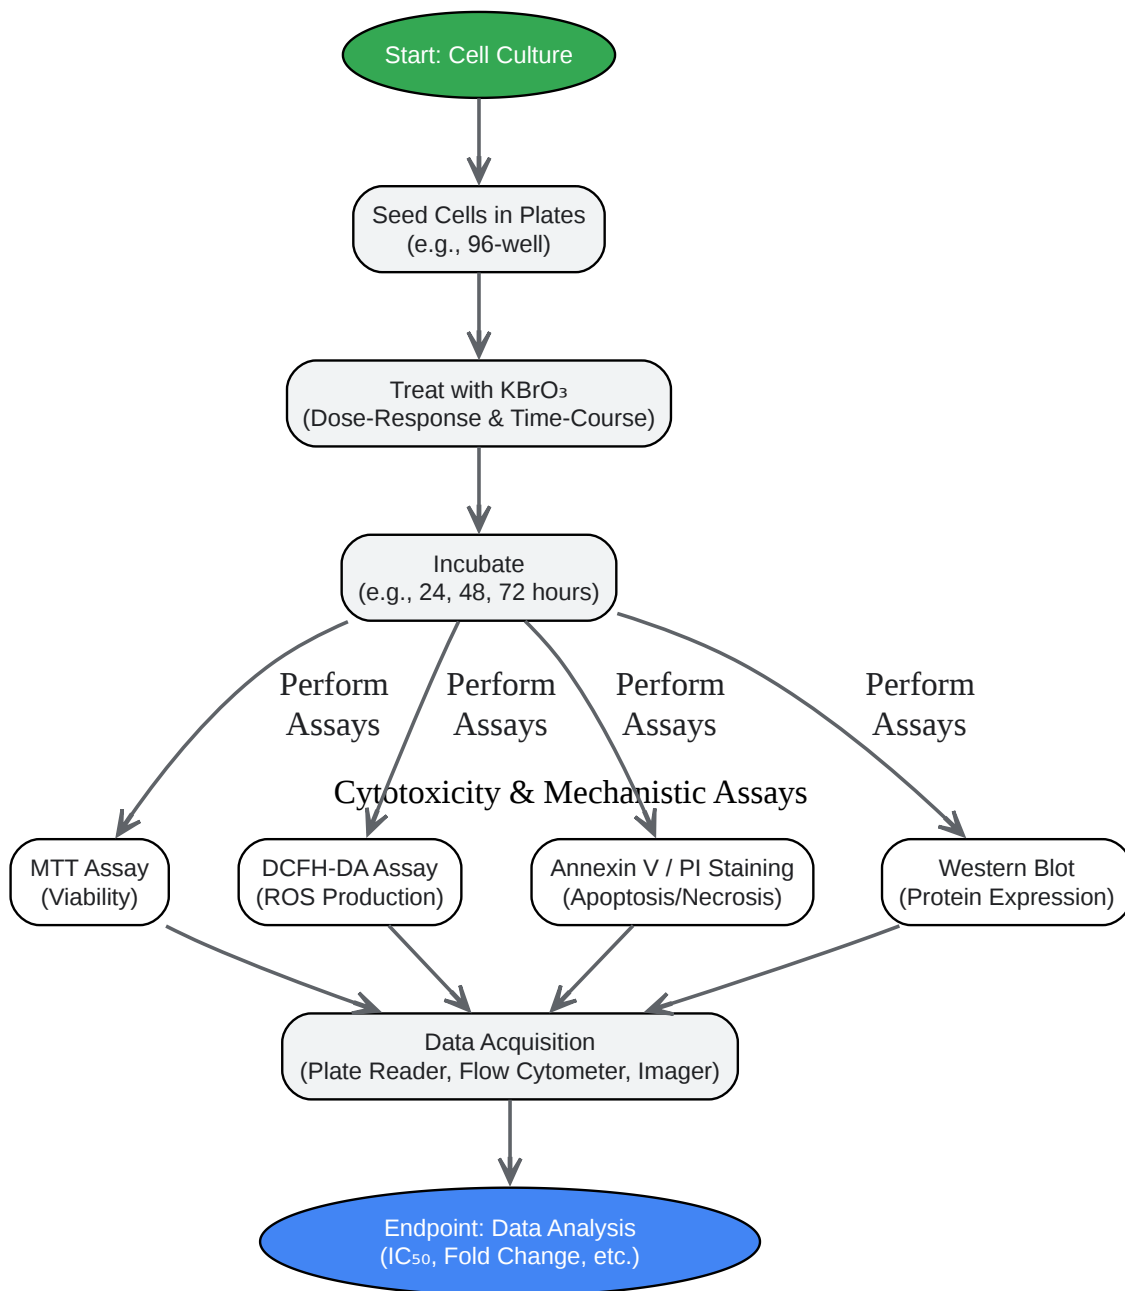 Start: Cell Culture
Seed Cells in Plates
(e.g., 96-well)
Treat with KBrO₃
(Dose-Response & Time-Course)
Incubate
(e.g., 24, 48, 72 hours)
Perform
Assays
Perform
Assays
Perform
Assays
Perform
Assays
Cytotoxicity & Mechanistic Assays
MTT Assay
(Viability)
DCFH-DA Assay
(ROS Production)
Annexin V / PI Staining
(Apoptosis/Necrosis)
Western Blot
(Protein Expression)
Data Acquisition
(Plate Reader, Flow Cytometer, Imager)
Endpoint: Data Analysis
(IC₅₀, Fold Change, etc.)